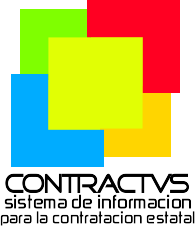 CONTRACTVS
sistema de informacion
para la contratacion estatal